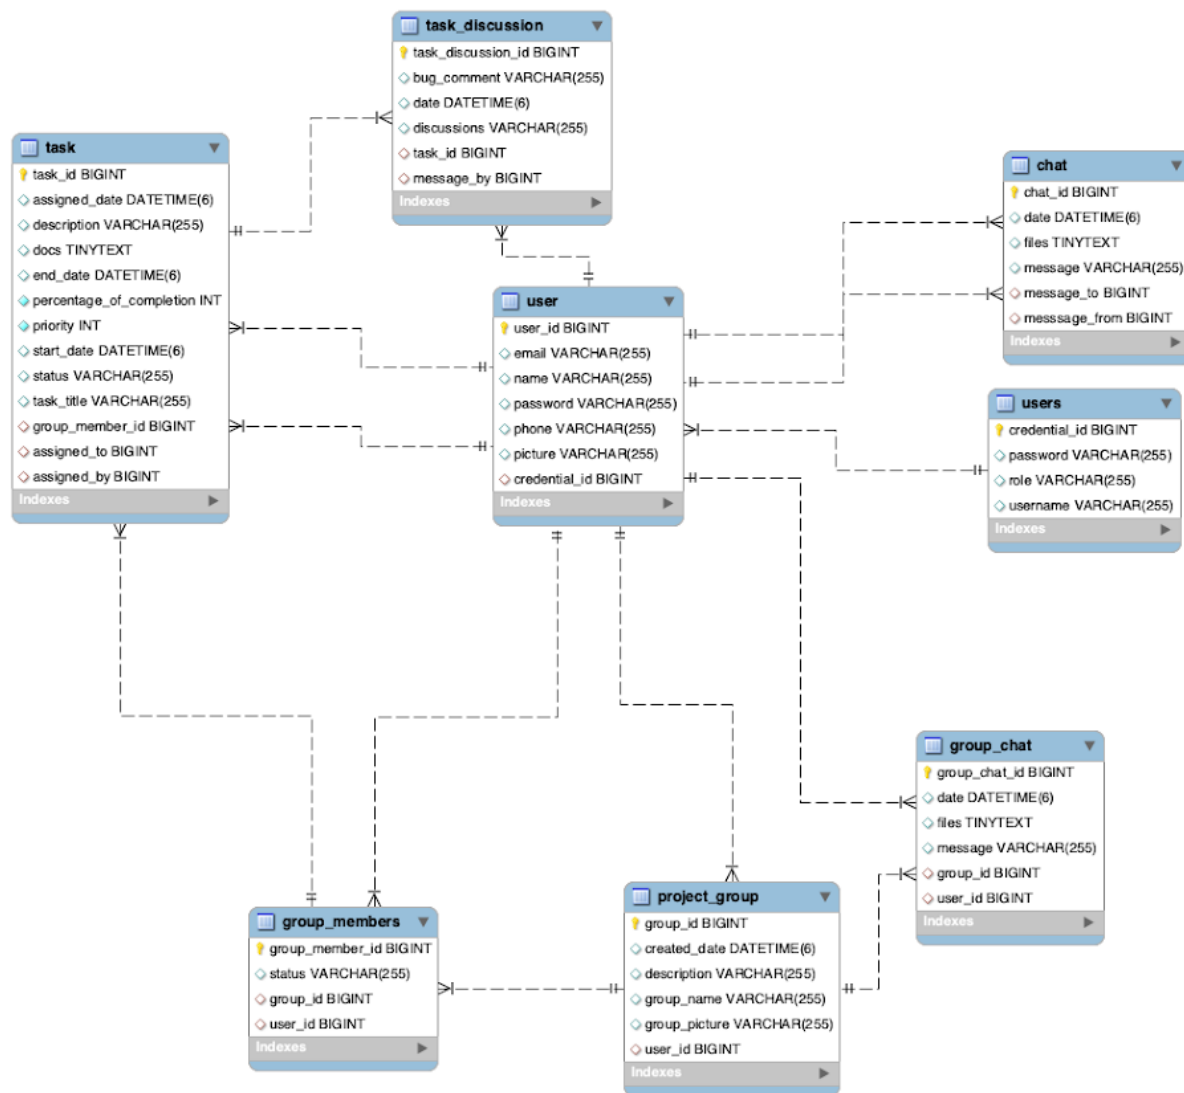 task_discussion
task_discussion_id BIGINT
bug_comment VARCHAR(255)
date DATETIME(6)
discussions VARCHAR(255)
task_id BIGINT
message_by BIGINT
Indexes
task
task_id BIGINT
assigned_date DATETIME(6)
description VARCHAR(255)
docs TINYTEXT
end_date DATETIME(6)
percentage_of_completion INT
priority INT
start_date DATETIME(6)
status VARCHAR(255)
task_title VARCHAR(255)
group_member_id BIGINT
assigned_to BIGINT
assigned_by BIGINT
Indexes
user
user_id BIGINT
email VARCHAR(255)
name VARCHAR(255)
password VARCHAR(255)
phone VARCHAR(255)
picture VARCHAR(255)
credential_id BIGINT
Indexes
chat
chat_id BIGINT
date DATETIME(6)
files TINYTEXT
message VARCHAR(255)
message_to BIGINT
messsage_from BIGINT
Indexes
users
credential_id BIGINT
password VARCHAR(255)
role VARCHAR(255)
username VARCHAR(255)
Indexes
group_chat
group_chat_id BIGINT
date DATETIME(6)
files TINYTEXT
message VARCHAR(255)
group_id BIGINT
user_id BIGINT
Indexes
group_members
group_member_id BIGINT
status VARCHAR(255)
group_id BIGINT
user_id BIGINT
Indexes
project_group
group_id BIGINT
created_date DATETIME(6)
description VARCHAR(255)
group_name VARCHAR(255)
group_picture VARCHAR(255)
user_id BIGINT
Indexes